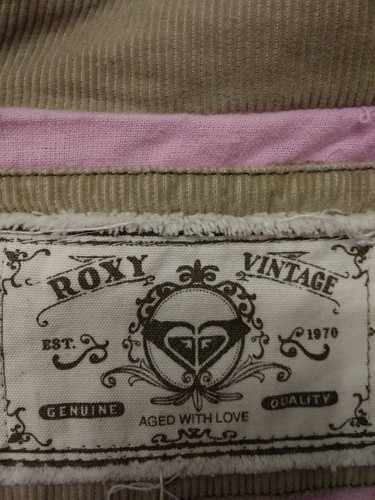 ROXY VINTAGE
EST. 1970
GENUINE QUALITY
AGED WITH LOVE